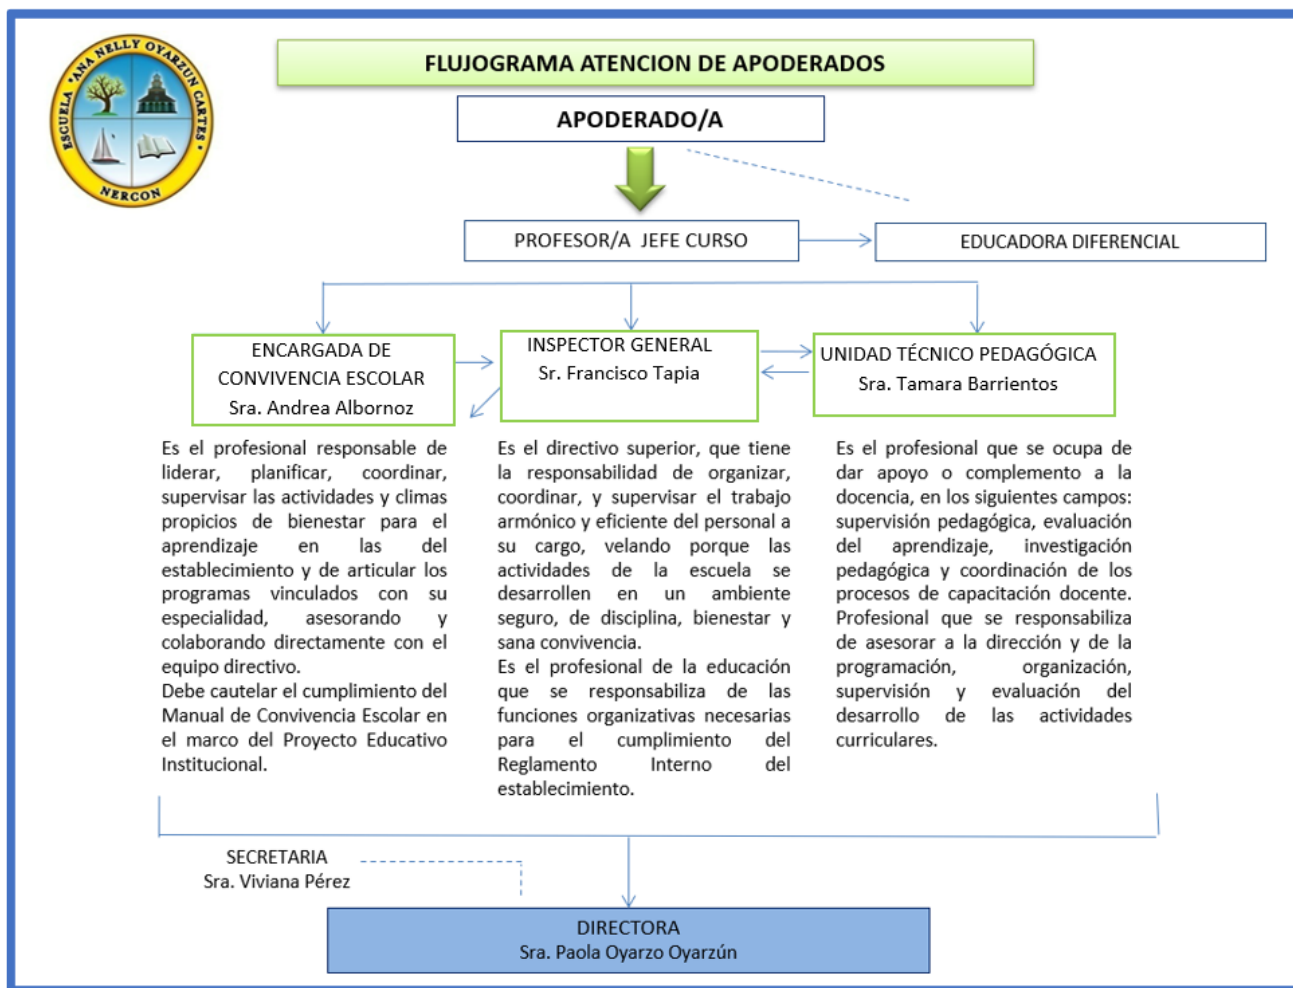 ESCUELA •ANA NELLY OYARZUN CARTES•
NERCON
FLUJOGRAMA ATENCION DE APODERADOS
APODERADO/A
PROFESOR/A JEFE CURSO
EDUCADORA DIFERENCIAL
ENCARGADA DE
CONVIVENCIA ESCOLAR
Sra. Andrea Albornoz
INSPECTOR GENERAL
Sr. Francisco Tapia
UNIDAD TÉCNICO PEDAGÓGICA
Sra. Tamara Barrientos
Es el profesional responsable de
liderar, planificar, coordinar,
supervisar las actividades y climas
propicios de bienestar para el
aprendizaje en las del
establecimiento y de articular los
programas vinculados con su
especialidad, asesorando y
colaborando directamente con el
equipo directivo.
Debe cautelar el cumplimiento del
Manual de Convivencia Escolar en
el marco del Proyecto Educativo
Institucional.
Es el directivo superior, que tiene
la responsabilidad de organizar,
coordinar, y supervisar el trabajo
armónico y eficiente del personal a
su cargo, velando porque las
actividades de la escuela se
desarrollen en un ambiente
seguro, de disciplina, bienestar y
sana convivencia.
Es el profesional de la educación
que se responsabiliza de las
funciones organizativas necesarias
para el cumplimiento del
Reglamento Interno del
establecimiento.
Es el profesional que se ocupa de
dar apoyo o complemento a la
docencia, en los siguientes campos:
supervisión pedagógica, evaluación
del aprendizaje, investigación
pedagógica y coordinación de los
procesos de capacitación docente.
Profesional que se responsabiliza
de asesorar a la dirección y de la
programación, organización,
supervisión y evaluación del
desarrollo de las actividades
curriculares.
SECRETARIA
Sra. Viviana Pérez
DIRECTORA
Sra. Paola Oyarzo Oyarzún